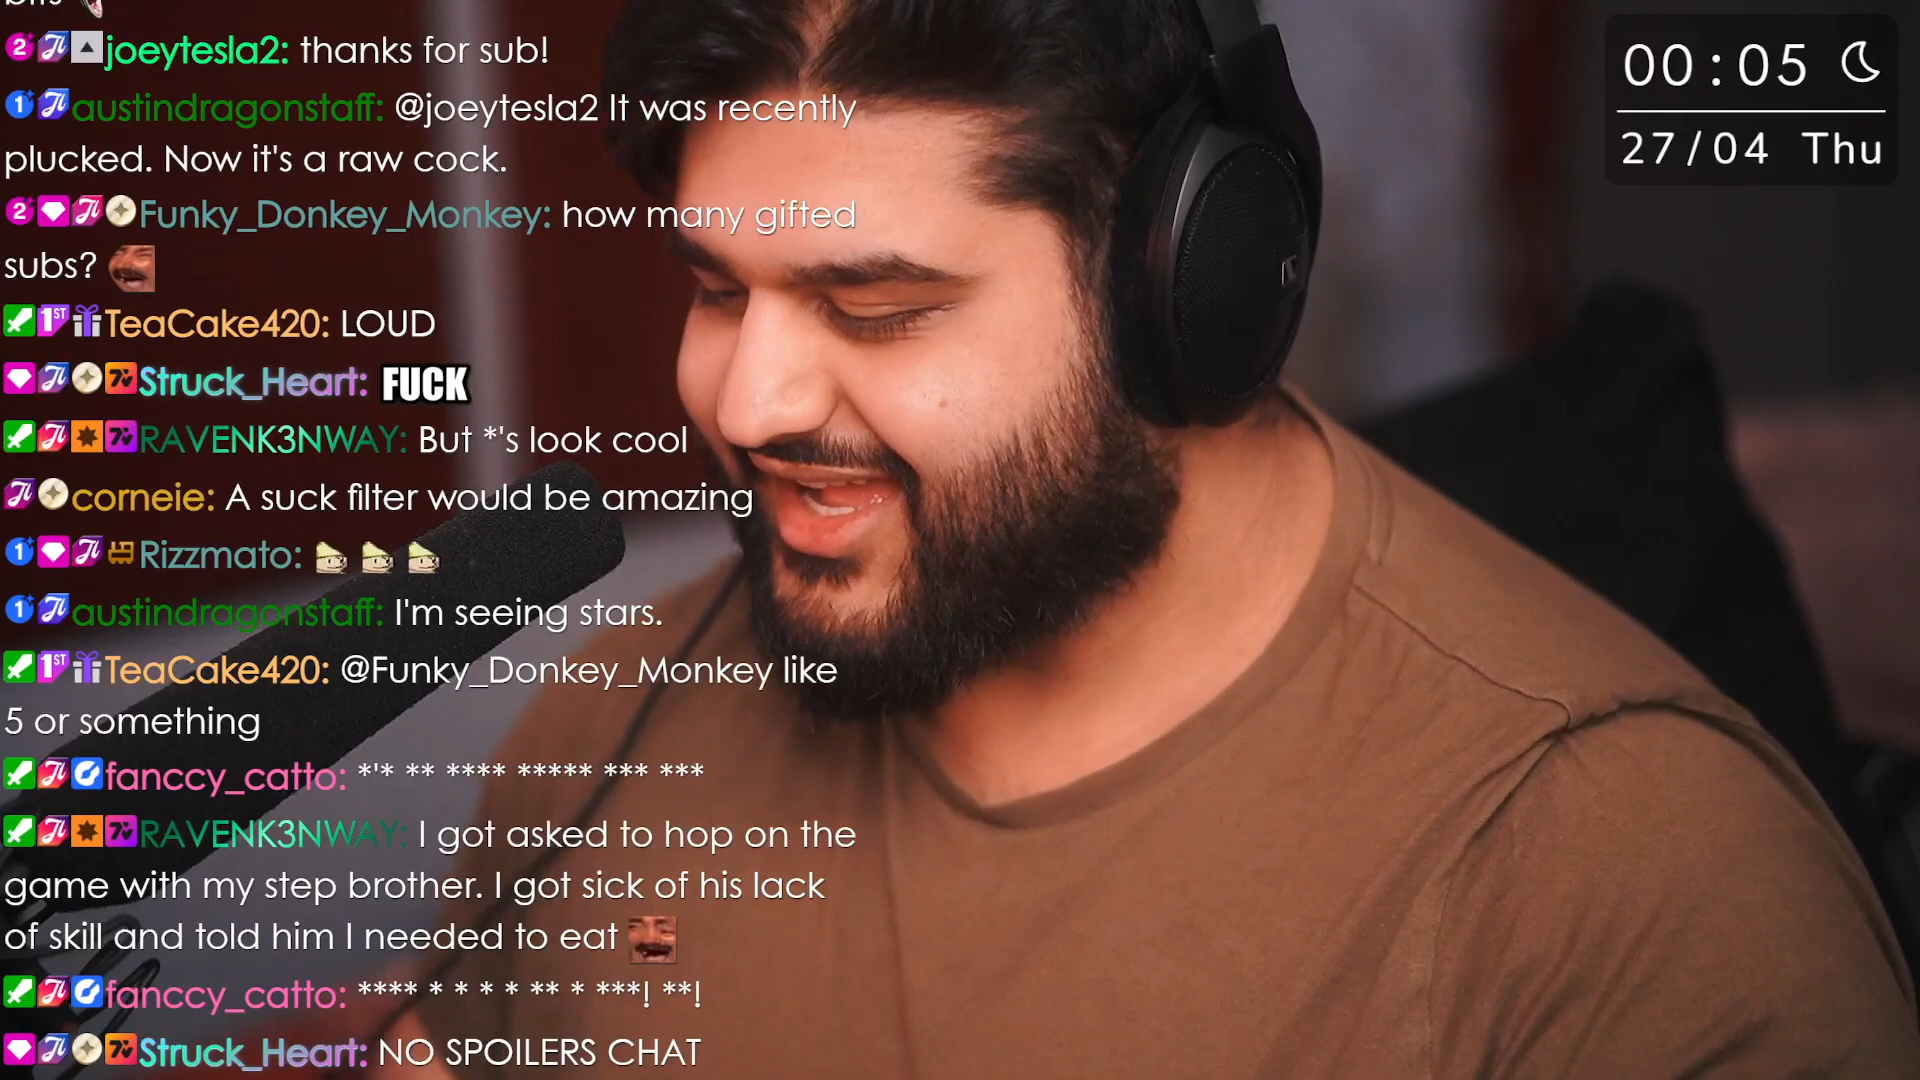 joeytesla2: thanks for sub!
austindragonstaff: @joeytesla2 It was recently
plucked. Now it's a raw cock.
Funky_Donkey_Monkey: how many gifted
subs?
TeaCake420: LOUD
Struck_Heart: FUCK
RAVENK3NWAY: But *'s look cool
corneie: A suck filter would be amazing
Rizzmato:
austindragonstaff: I'm seeing stars.
TeaCake420: @Funky_Donkey_Monkey like
5 or something
fanccy_catto: *'* ** **** ***** *** ***
RAVENK3NWAY: I got asked to hop on the
game with my step brother. I got sick of his lack
of skill and told him I needed to eat
fanccy_catto: **** * * * * ** * ***! **!
Struck_Heart: NO SPOILERS CHAT
00:05
27/04 Thu